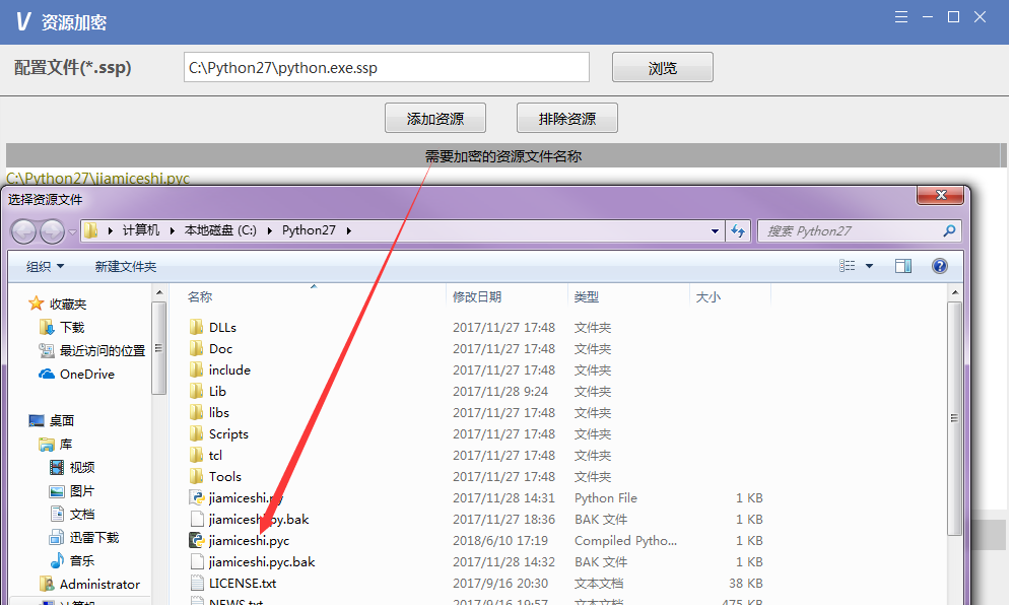 V 资源加密
配置文件(*.ssp) C:\Python27\python.exe.ssp 浏览
添加资源 排除资源
需要加密的资源文件名称
C:\Python27\jiamiceshi.pyc
选择资源文件
计算机 本地磁盘 (C:) Python27 搜索 Python27
组织 新建文件夹
名称 修改日期 类型 大小
收藏夹
下载
最近访问的位置
OneDrive
桌面
库
视频
图片
文档
迅雷下载
音乐
Administrator
计算机
DLLs 2017/11/27 17:48 文件夹
Doc 2017/11/27 17:48 文件夹
include 2017/11/27 17:48 文件夹
Lib 2017/11/28 9:24 文件夹
libs 2017/11/27 17:48 文件夹
Scripts 2017/11/27 17:48 文件夹
tcl 2017/11/27 17:48 文件夹
Tools 2017/11/27 17:48 文件夹
jiamiceshi.py 2017/11/28 14:31 Python File 1 KB
jiamiceshi.py.bak 2017/11/27 18:36 BAK 文件 1 KB
jiamiceshi.pyc 2018/6/10 17:19 Compiled Pytho... 1 KB
jiamiceshi.pyc.bak 2017/11/28 14:32 BAK 文件 1 KB
LICENSE.txt 2017/9/16 20:30 文本文档 38 KB
NEWS.txt 2017/9/16 19:57 文本文档 475 KB